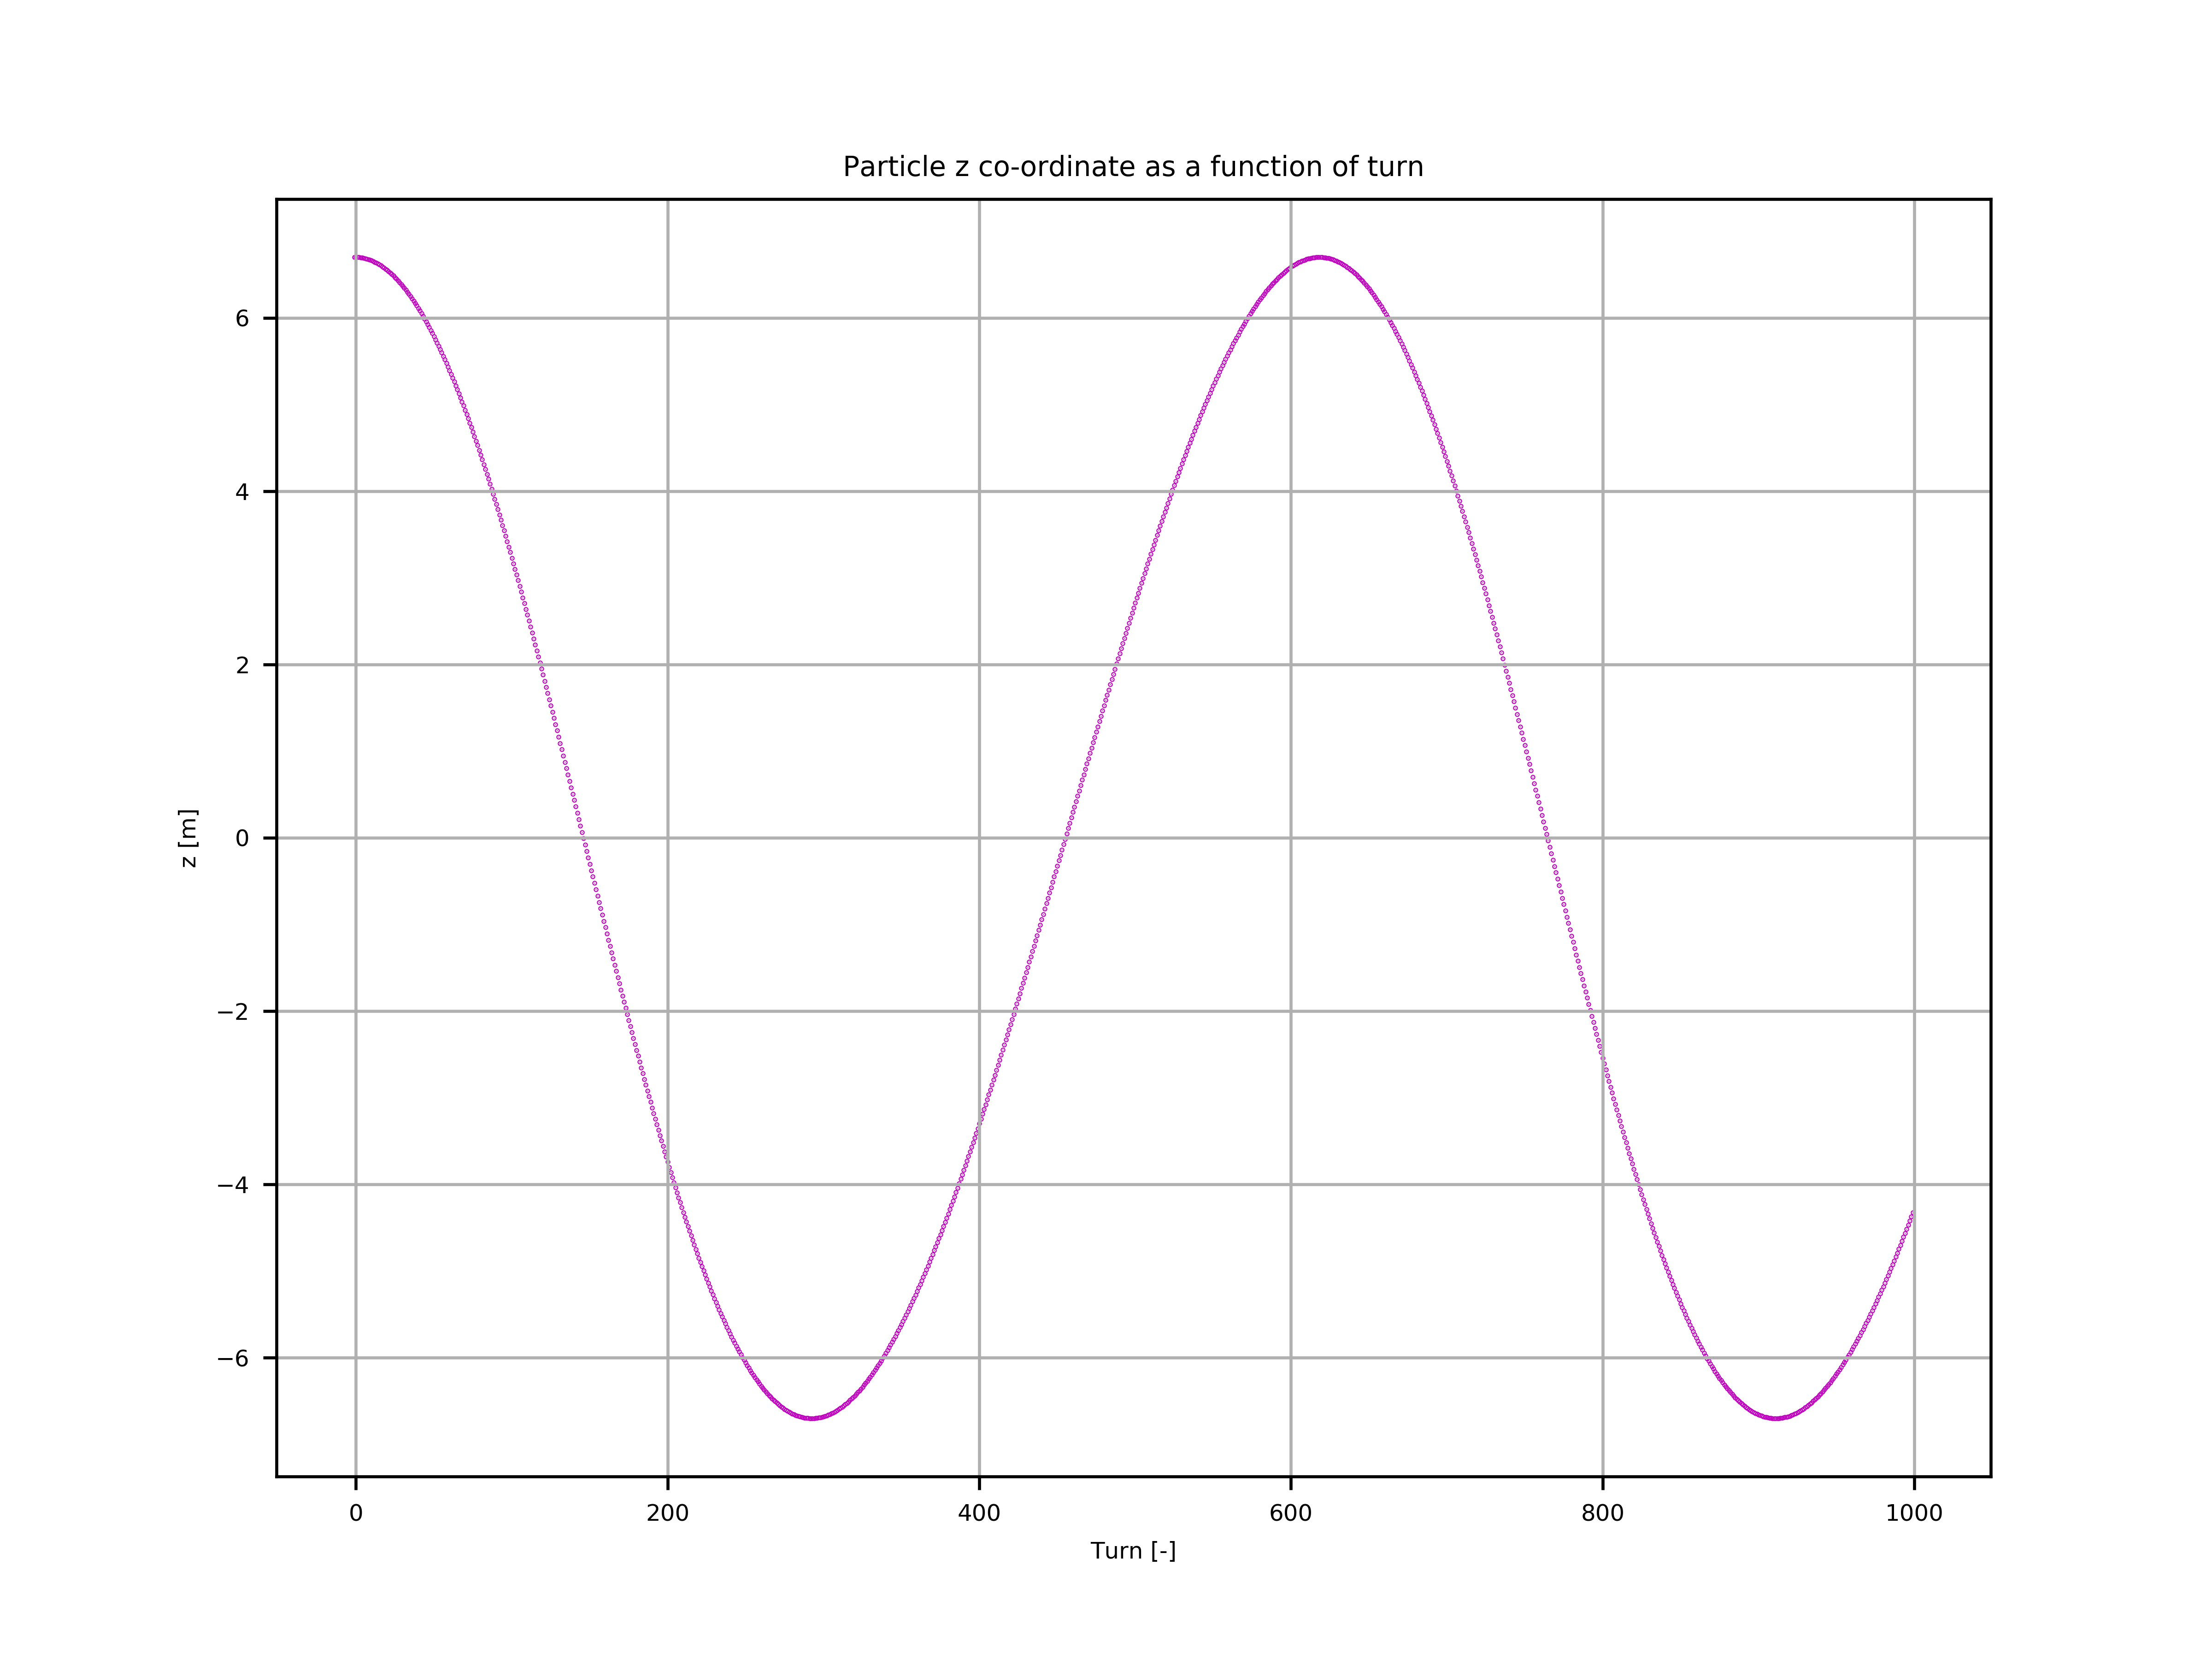 Particle z co-ordinate as a function of turn
z [m]
6
4
2
0
−2
−4
−6
0 200 400 600 800 1000
Turn [-]